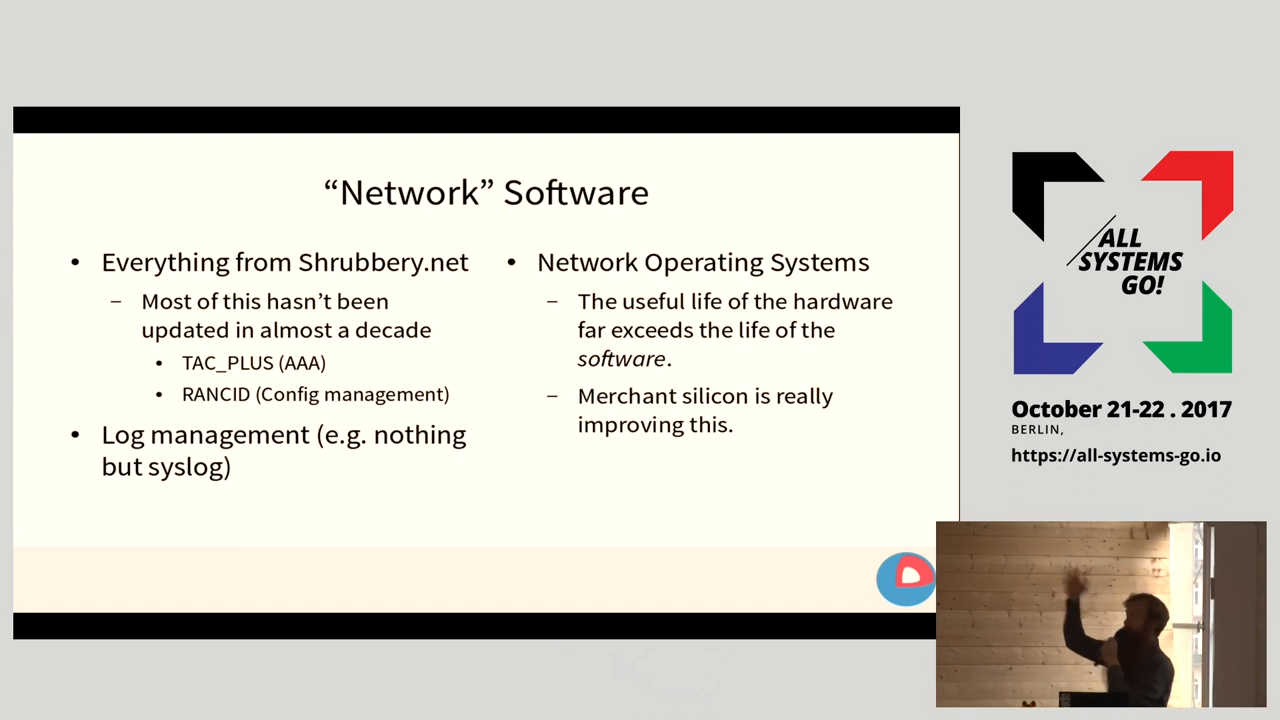 “Network” Software
• Everything from Shrubbery.net
– Most of this hasn’t been
updated in almost a decade
• TAC_PLUS (AAA)
• RANCID (Config management)
• Log management (e.g. nothing
but syslog)
• Network Operating Systems
– The useful life of the hardware
far exceeds the life of the
software.
– Merchant silicon is really
improving this.
ALL
SYSTEMS
GO!
October 21-22 . 2017
BERLIN,
https://all-systems-go.io